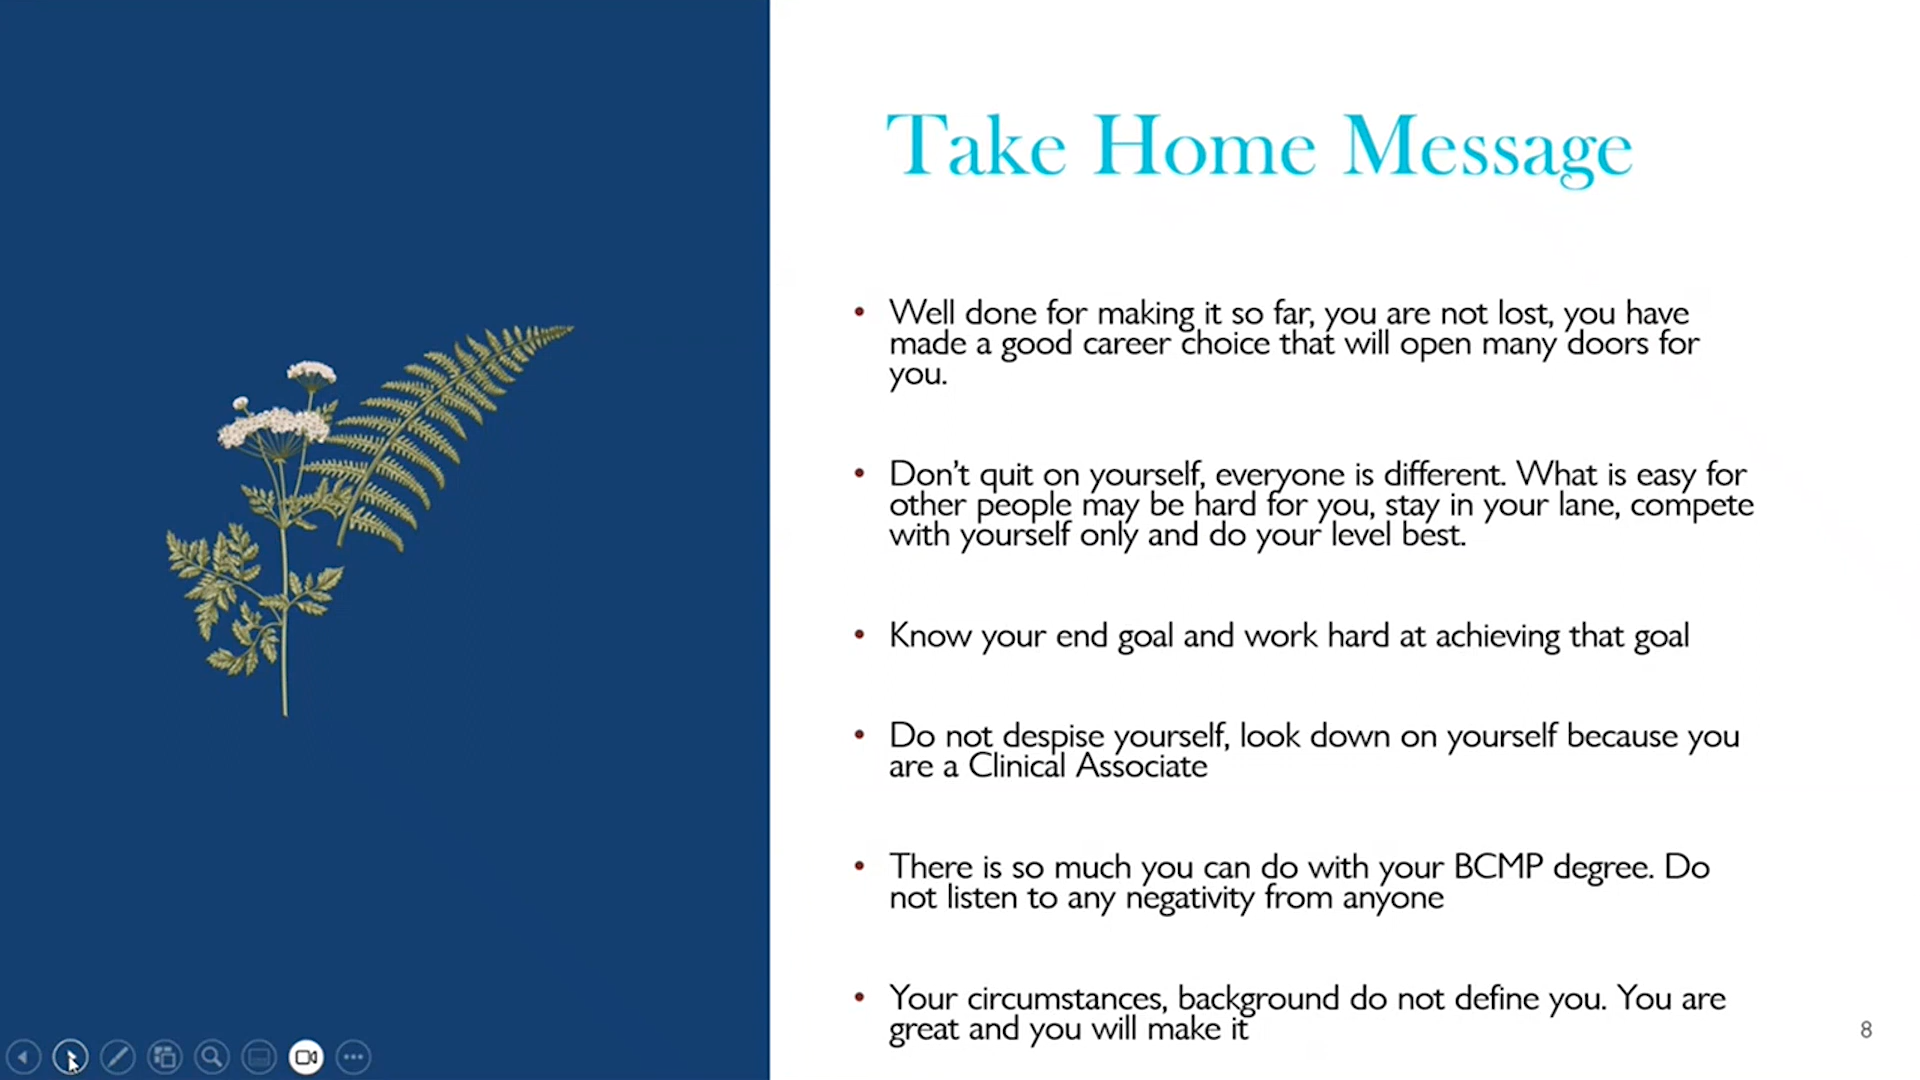 Take Home Message
• Well done for making it so far, you are not lost, you have
made a good career choice that will open many doors for
you.
• Don’t quit on yourself, everyone is different. What is easy for
other people may be hard for you, stay in your lane, compete
with yourself only and do your level best.
• Know your end goal and work hard at achieving that goal
• Do not despise yourself, look down on yourself because you
are a Clinical Associate
• There is so much you can do with your BCMP degree. Do
not listen to any negativity from anyone
• Your circumstances, background do not define you. You are
great and you will make it
8